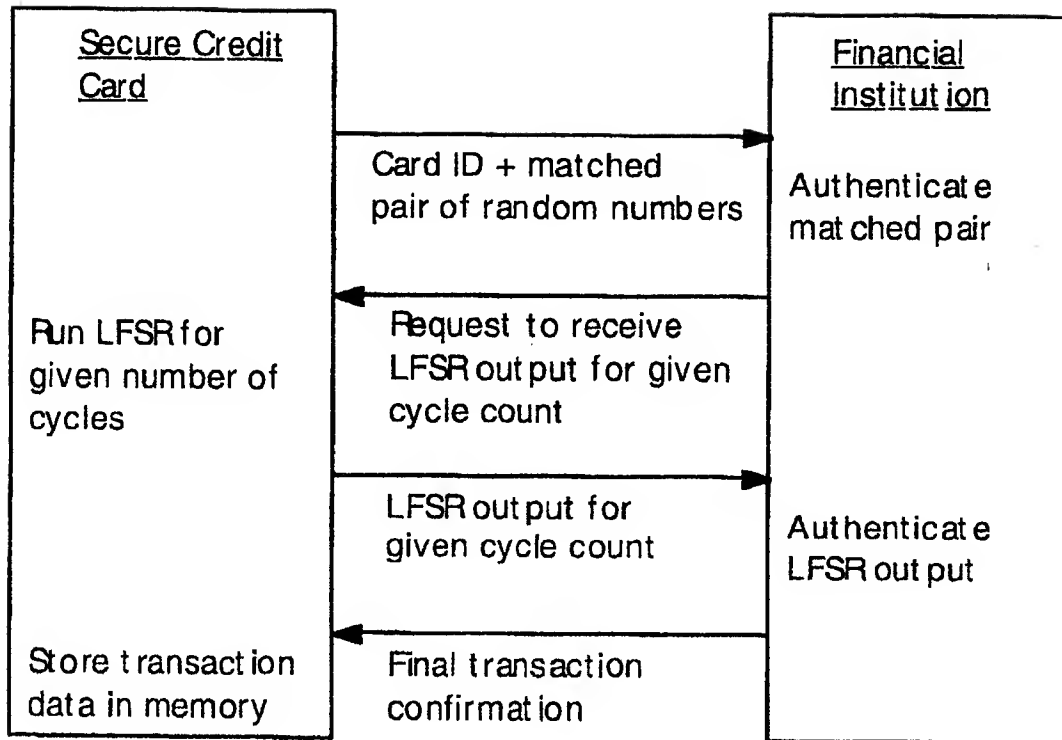 Secure Credit
Card
Financial
Institution
Card ID + matched
pair of random numbers
Authenticate
matched pair
Request to receive
LFSR output for given
cycle count
Run LFSR for
given number of
cycles
LFSR output for
given cycle count
Authenticate
LFSR output
Final transaction
confirmation
Store transaction
data in memory